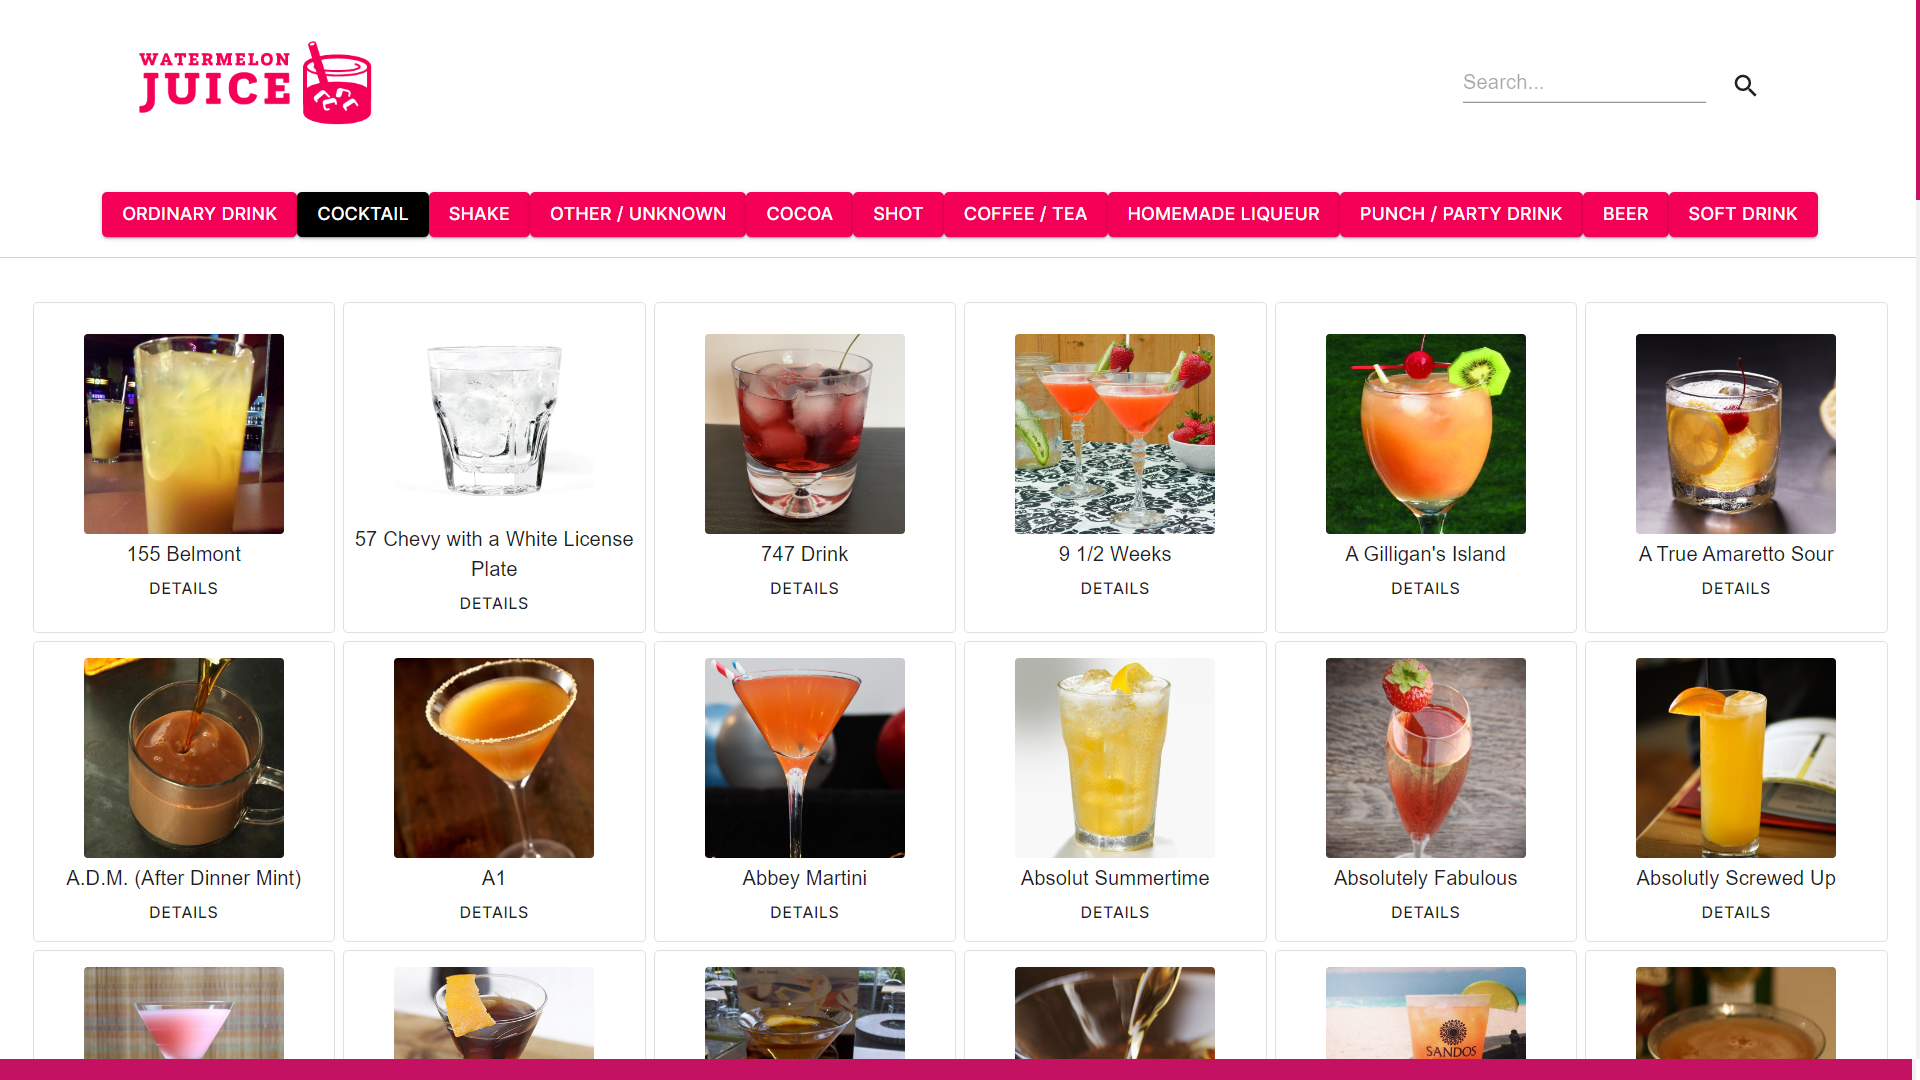 WATERMELON
JUICE
Search...
ORDINARY DRINK COCKTAIL SHAKE OTHER / UNKNOWN COCOA SHOT COFFEE / TEA HOMEMADE LIQUEUR PUNCH / PARTY DRINK BEER SOFT DRINK
155 Belmont
DETAILS
57 Chevy with a White License
Plate
DETAILS
747 Drink
DETAILS
9 1/2 Weeks
DETAILS
A Gilligan's Island
DETAILS
A True Amaretto Sour
DETAILS
A.D.M. (After Dinner Mint)
DETAILS
A1
DETAILS
Abbey Martini
DETAILS
Absolut Summertime
DETAILS
Absolutely Fabulous
DETAILS
Absolutly Screwed Up
DETAILS
SANDOS